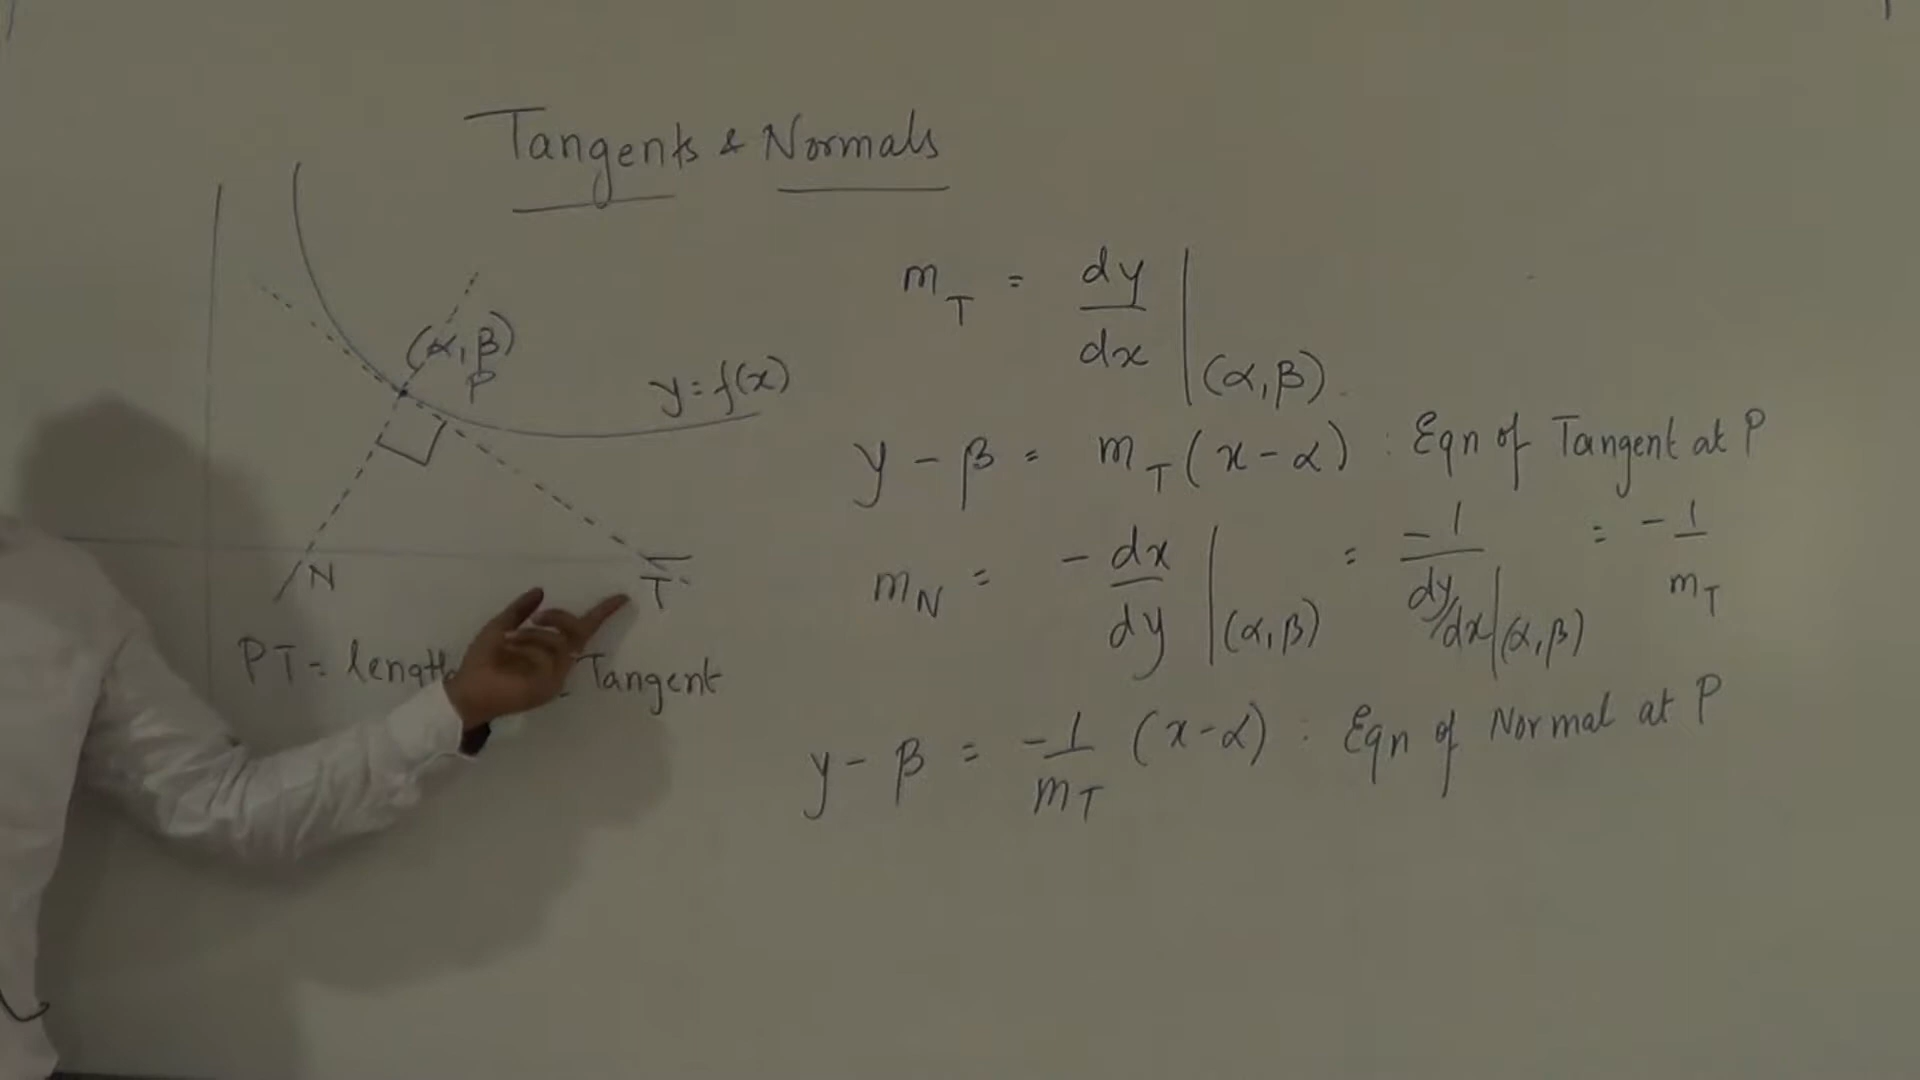 Tangents & Normals
(α, β)
P
y = f(x)
N
T
PT = length Tangent
m_T = dy/dx |(α, β)
y - β = m_T (x - α) : Eqn of Tangent at P
m_N = - dx/dy |(α, β) = -1 / dy/dx |(α, β) = - 1/m_T
y - β = -1/m_T (x - α) : Eqn of Normal at P